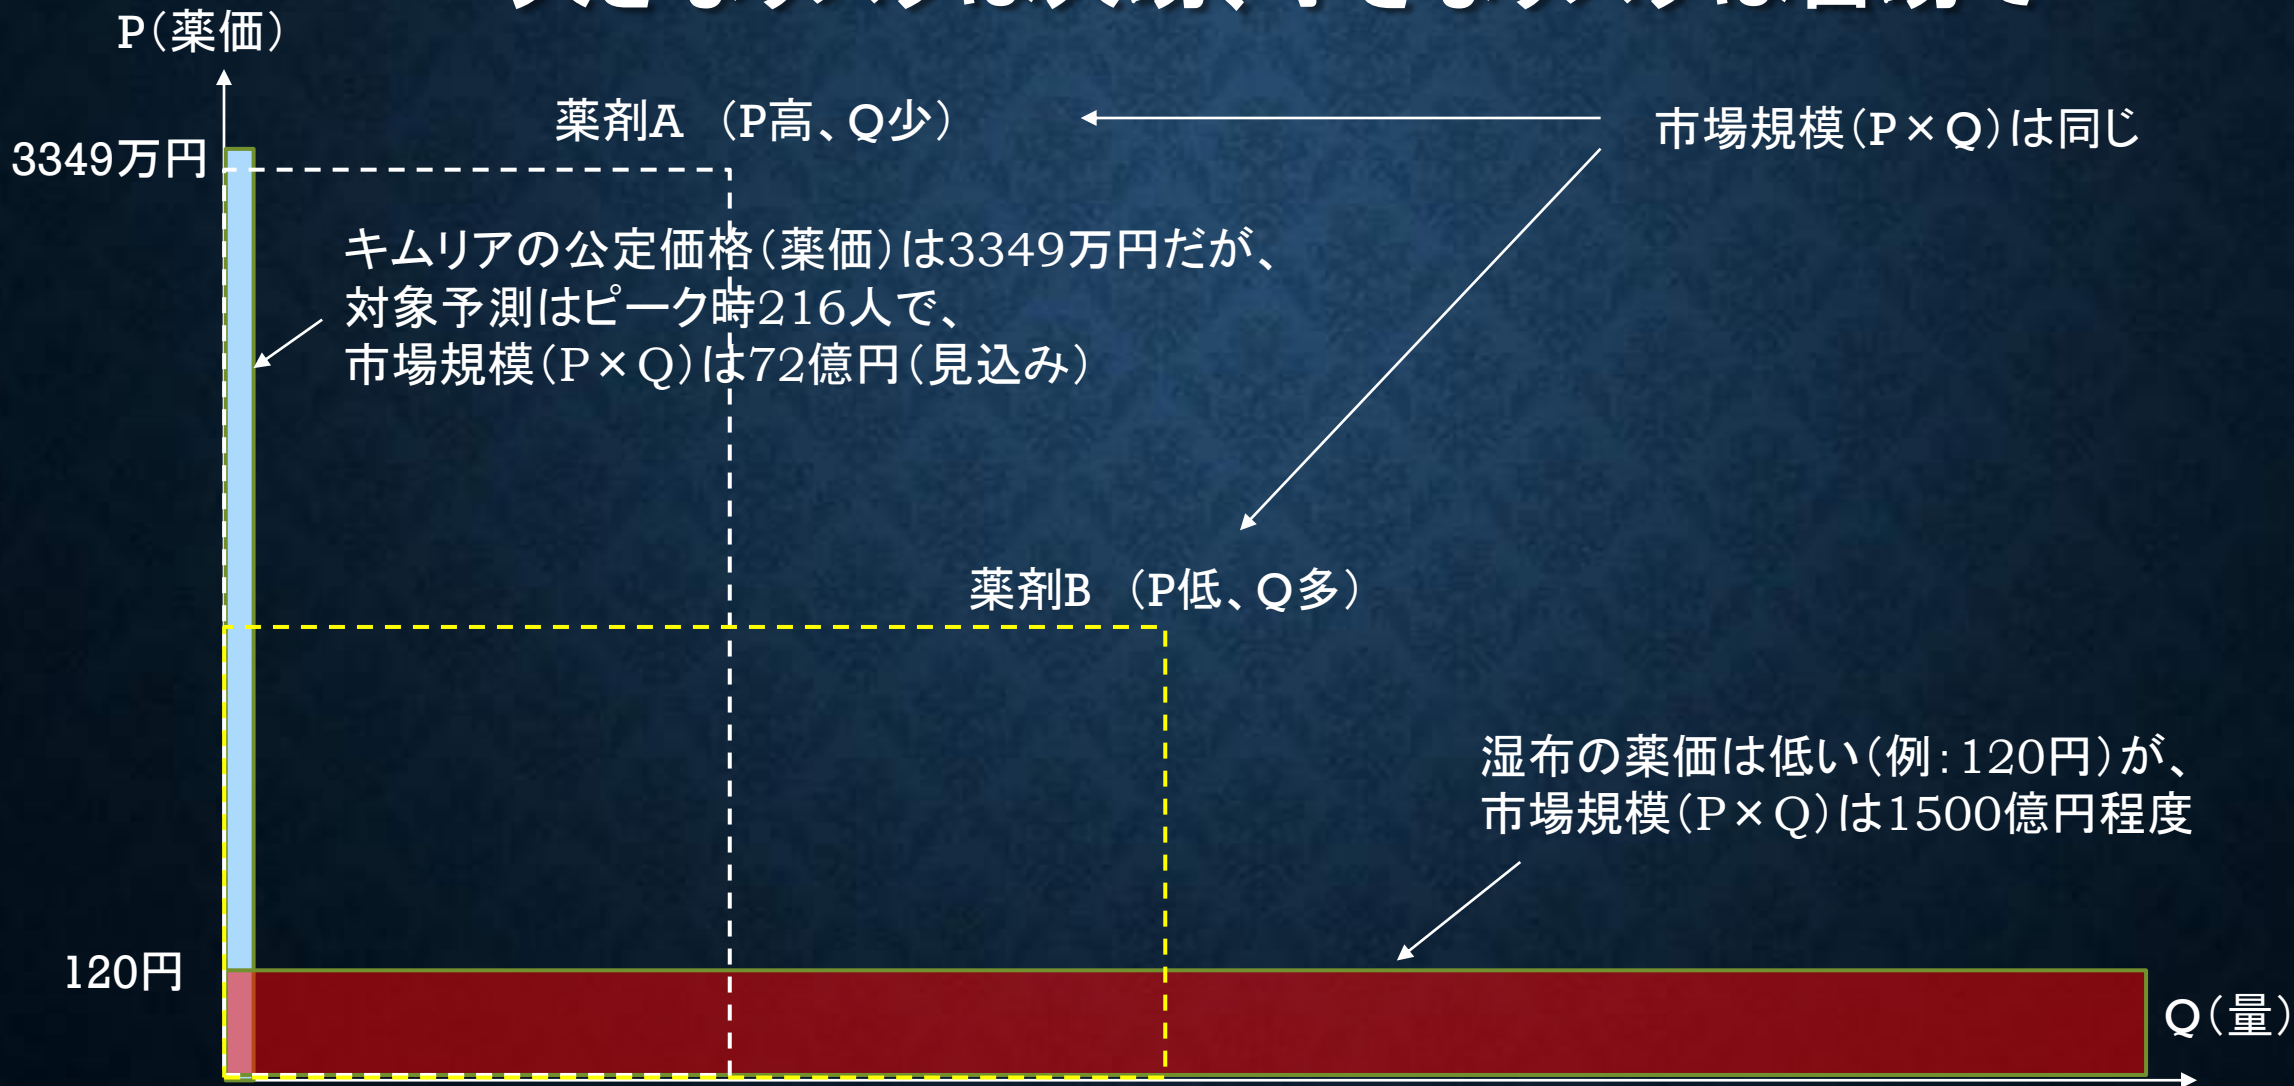 P（薬価）
薬剤A （P高、Q少）
市場規模（P×Q）は同じ
3349万円
キムリアの公定価格（薬価）は3349万円だが、
対象予測はピーク時216人で、
市場規模（P×Q）は72億円（見込み）
薬剤B （P低、Q多）
湿布の薬価は低い（例：120円）が、
市場規模（P×Q）は1500億円程度
120円
Q（量）